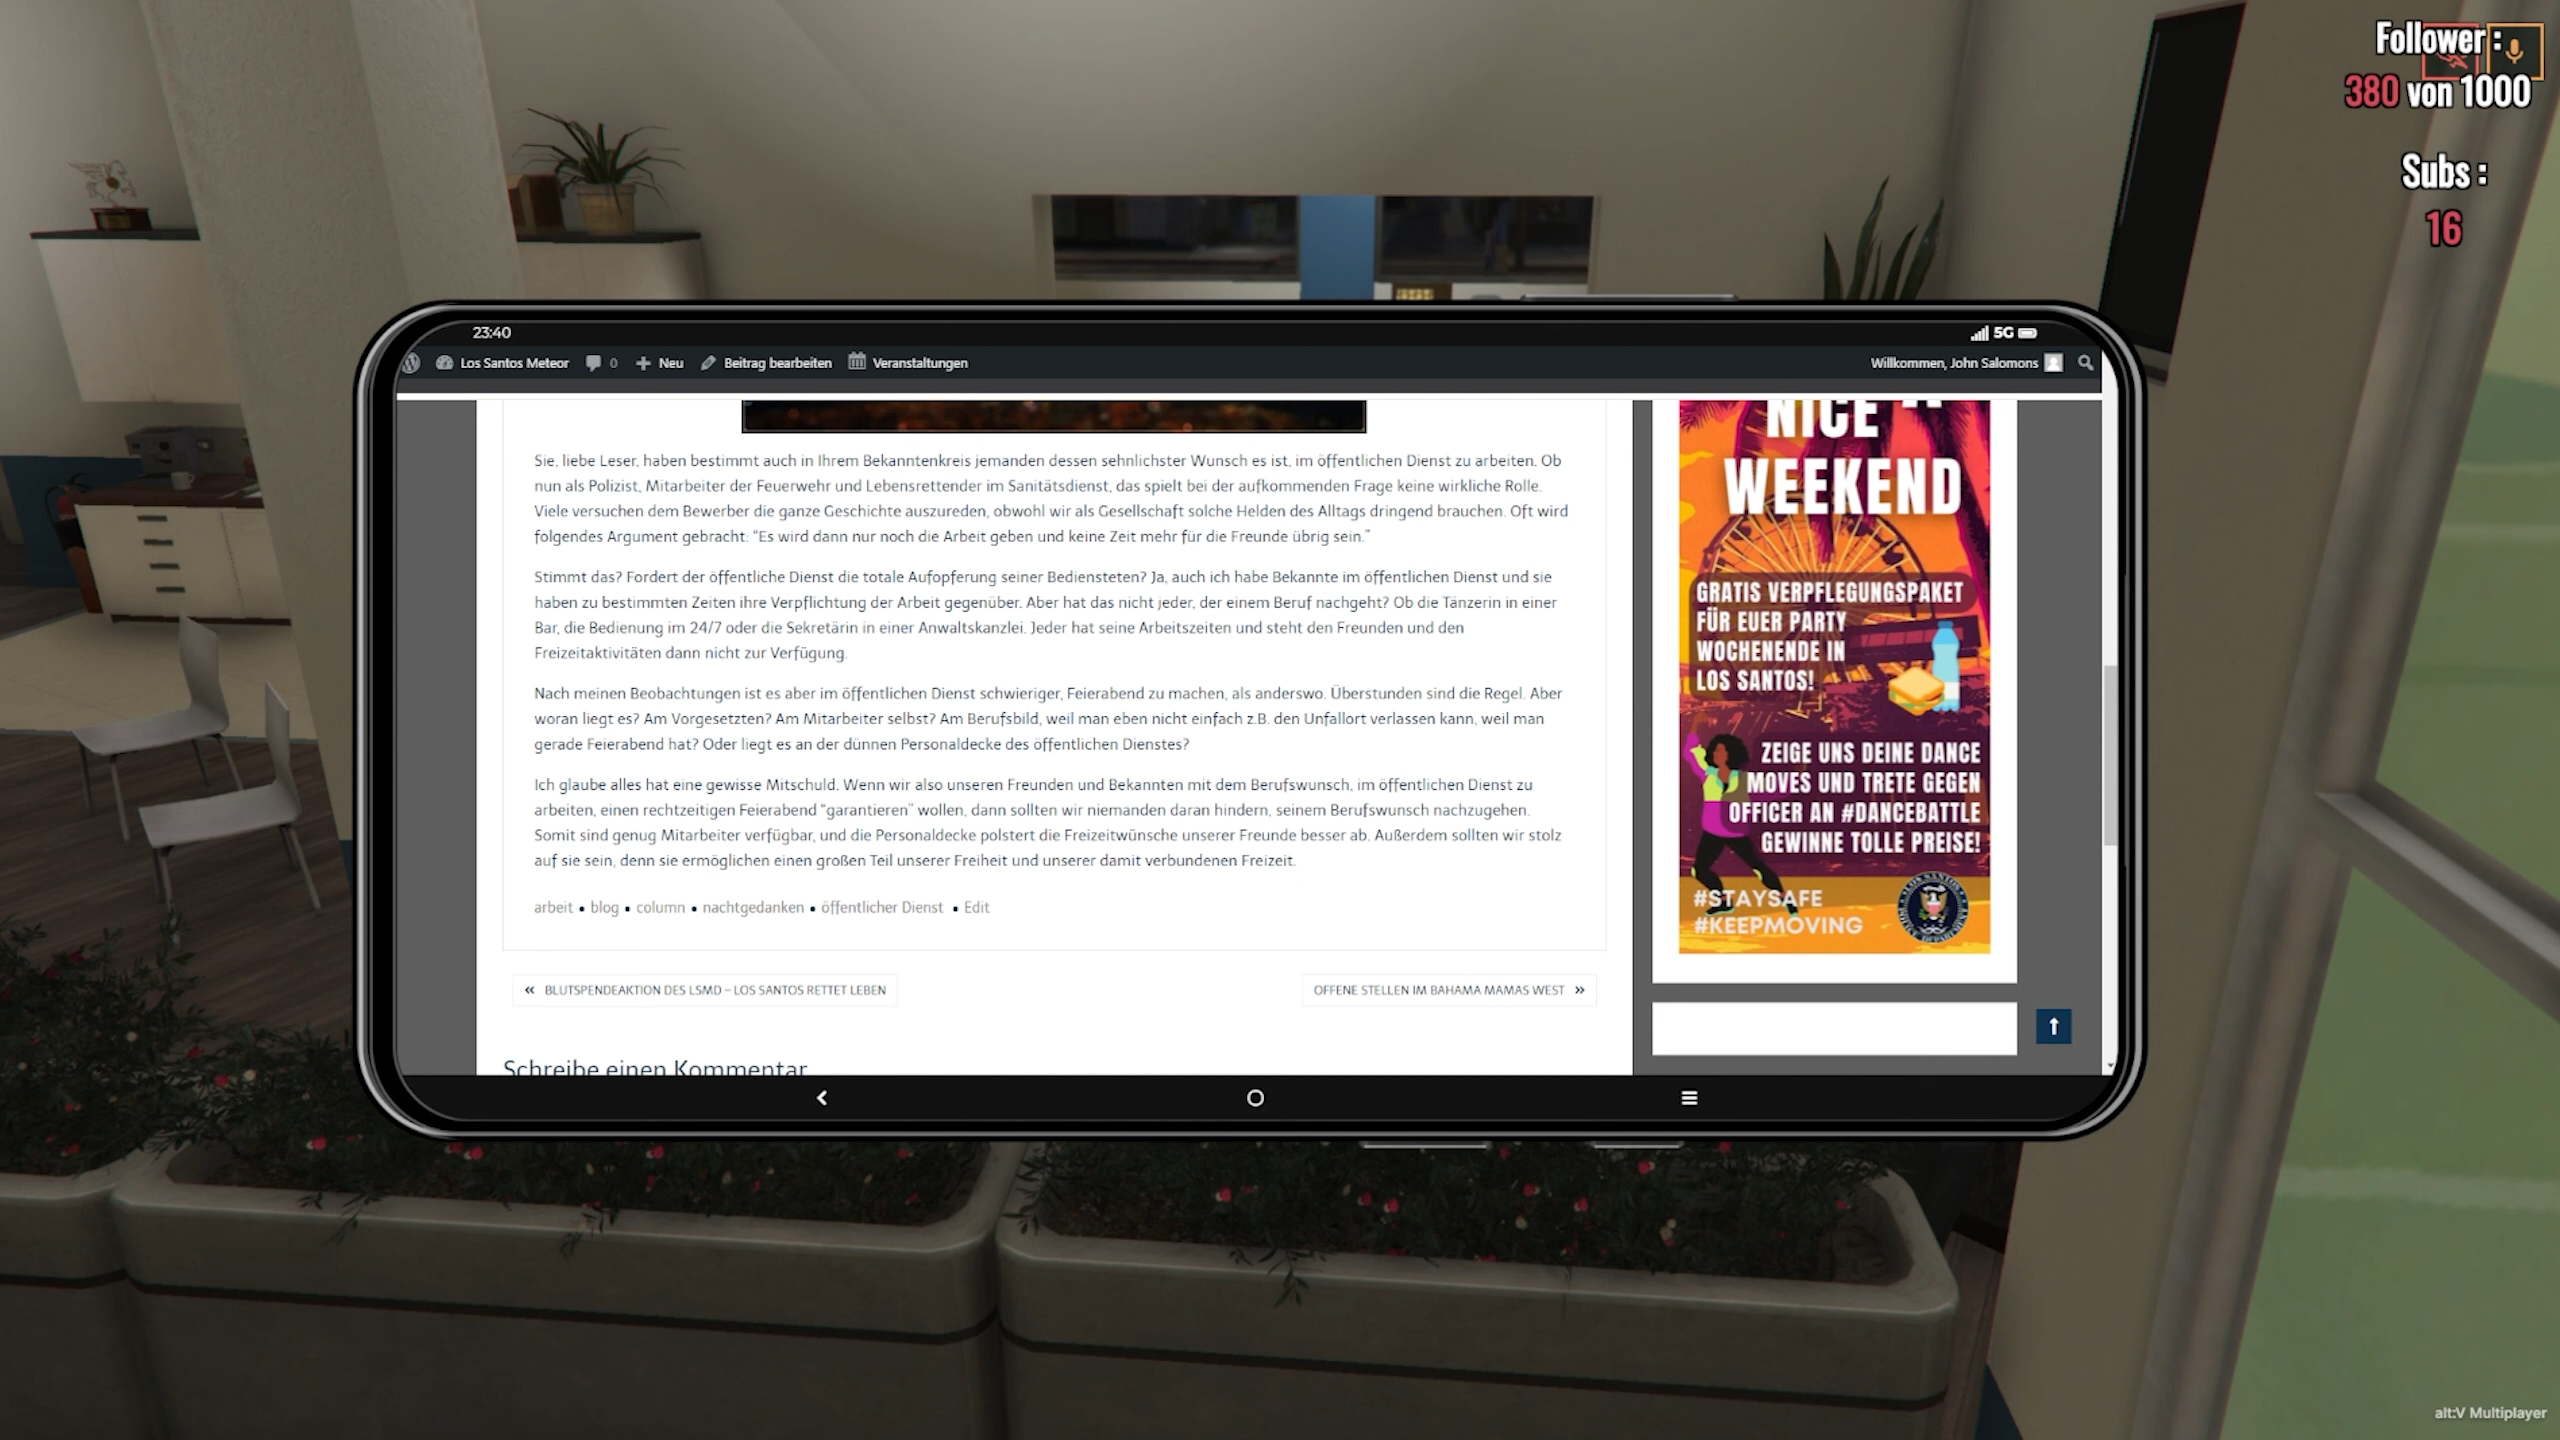 Follower :
380 von 1000
Subs :
16
23:40
5G
Los Santos Meteor
0
Neu
Beitrag bearbeiten
Veranstaltungen
Willkommen, John Salomons
Sie, liebe Leser, haben bestimmt auch in Ihrem Bekanntenkreis jemanden dessen sehnlichster Wunsch es ist, im öffentlichen Dienst zu arbeiten. Ob
nun als Polizist, Mitarbeiter der Feuerwehr und Lebensrettender im Sanitätsdienst, das spielt bei der aufkommenden Frage keine wirkliche Rolle.
Viele versuchen dem Bewerber die ganze Geschichte auszureden, obwohl wir als Gesellschaft solche Helden des Alltags dringend brauchen. Oft wird
folgendes Argument gebracht: “Es wird dann nur noch die Arbeit geben und keine Zeit mehr für die Freunde übrig sein.”
Stimmt das? Fordert der öffentliche Dienst die totale Aufopferung seiner Bediensteten? Ja, auch ich habe Bekannte im öffentlichen Dienst und sie
haben zu bestimmten Zeiten ihre Verpflichtung der Arbeit gegenüber. Aber hat das nicht jeder, der einem Beruf nachgeht? Ob die Tänzerin in einer
Bar, die Bedienung im 24/7 oder die Sekretärin in einer Anwaltskanzlei. Jeder hat seine Arbeitszeiten und steht den Freunden und den
Freizeitaktivitäten dann nicht zur Verfügung.
Nach meinen Beobachtungen ist es aber im öffentlichen Dienst schwieriger, Feierabend zu machen, als anderswo. Überstunden sind die Regel. Aber
woran liegt es? Am Vorgesetzten? Am Mitarbeiter selbst? Am Berufsbild, weil man eben nicht einfach z.B. den Unfallort verlassen kann, weil man
gerade Feierabend hat? Oder liegt es an der dünnen Personaldecke des öffentlichen Dienstes?
Ich glaube alles hat eine gewisse Mitschuld. Wenn wir also unseren Freunden und Bekannten mit dem Berufswunsch, im öffentlichen Dienst zu
arbeiten, einen rechtzeitigen Feierabend “garantieren” wollen, dann sollten wir niemanden daran hindern, seinem Berufswunsch nachzugehen.
Somit sind genug Mitarbeiter verfügbar, und die Personaldecke polstert die Freizeitwünsche unserer Freunde besser ab. Außerdem sollten wir stolz
auf sie sein, denn sie ermöglichen einen großen Teil unserer Freiheit und unserer damit verbundenen Freizeit.
arbeit • blog • column • nachtgedanken • öffentlicher Dienst • Edit
« BLUTSPENDEAKTION DES LSMD – LOS SANTOS RETTET LEBEN
OFFENE STELLEN IM BAHAMA MAMAS WEST »
Schreibe einen Kommentar
NICE
WEEKEND
GRATIS VERPFLEGUNGSPAKET
FÜR EUER PARTY
WOCHENENDE IN
LOS SANTOS!
ZEIGE UNS DEINE DANCE
MOVES UND TRETE GEGEN
OFFICER AN #DANCEBATTLE
GEWINNE TOLLE PREISE!
#STAYSAFE
#KEEPMOVING
alt:V Multiplayer